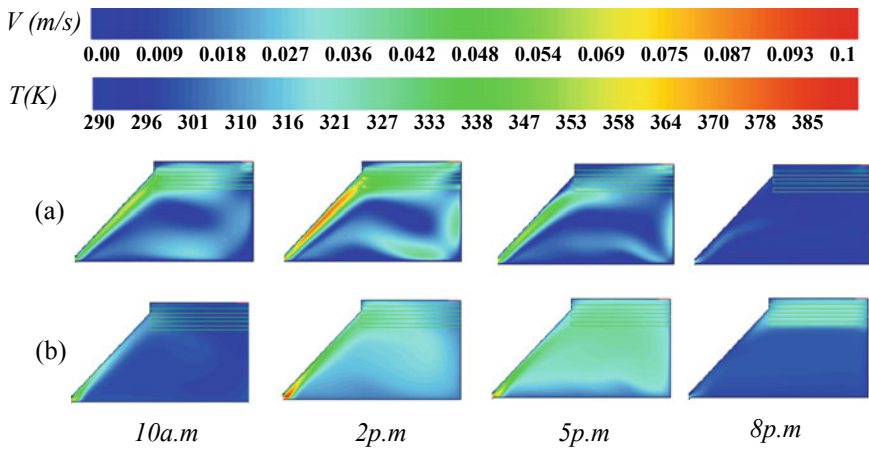 V (m/s)
0.00 0.009 0.018 0.027 0.036 0.042 0.048 0.054 0.069 0.075 0.087 0.093 0.1
T(K)
290 296 301 310 316 321 327 333 338 347 353 358 364 370 378 385
(a)
(b)
10a.m 2p.m 5p.m 8p.m